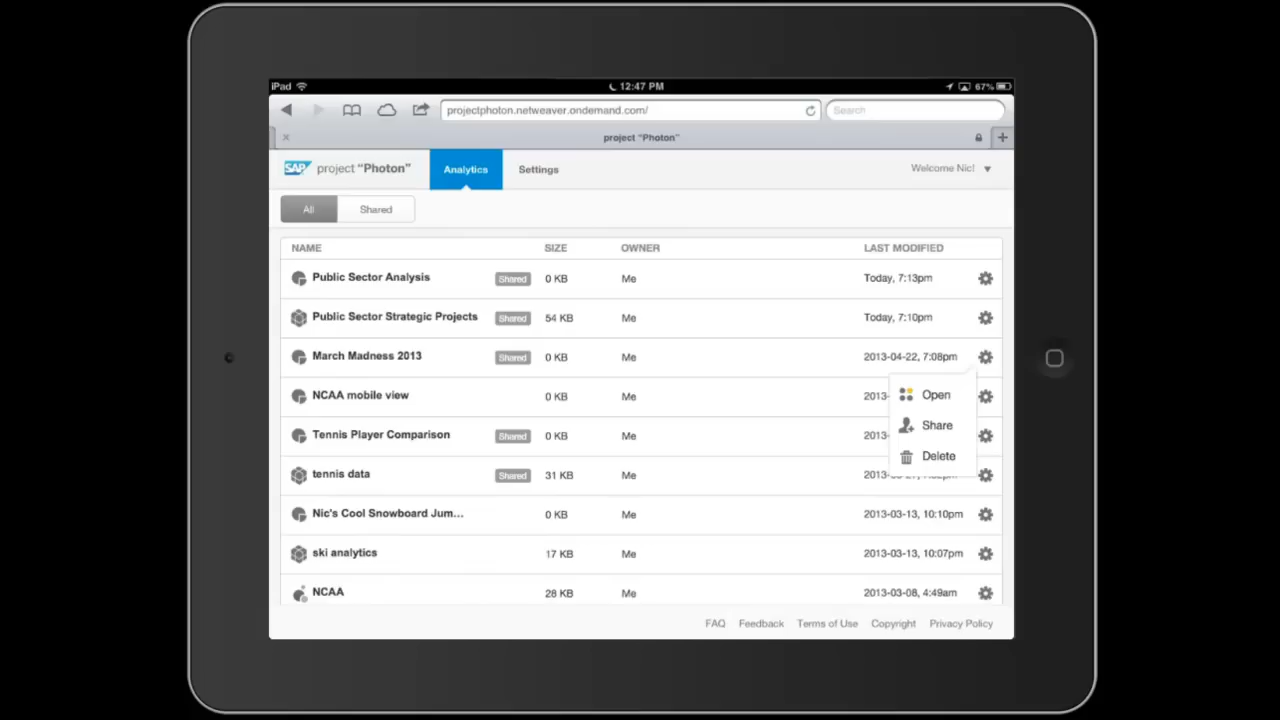 iPad 12:47 PM 67%
projectphoton.netweaver.ondemand.com/ Search
project "Photon"
SAP project "Photon" Analytics Settings Welcome Nic!
All Shared
NAME SIZE OWNER LAST MODIFIED
Public Sector Analysis Shared 0 KB Me Today, 7:13pm
Public Sector Strategic Projects Shared 54 KB Me Today, 7:10pm
March Madness 2013 Shared 0 KB Me 2013-04-22, 7:08pm
NCAA mobile view 0 KB Me 2013-
Open
Share
Tennis Player Comparison Shared 0 KB Me 2013-
Delete
tennis data Shared 31 KB Me
Nic's Cool Snowboard Jum... 0 KB Me 2013-03-13, 10:10pm
ski analytics 17 KB Me 2013-03-13, 10:07pm
NCAA 28 KB Me 2013-03-08, 4:49am
FAQ Feedback Terms of Use Copyright Privacy Policy